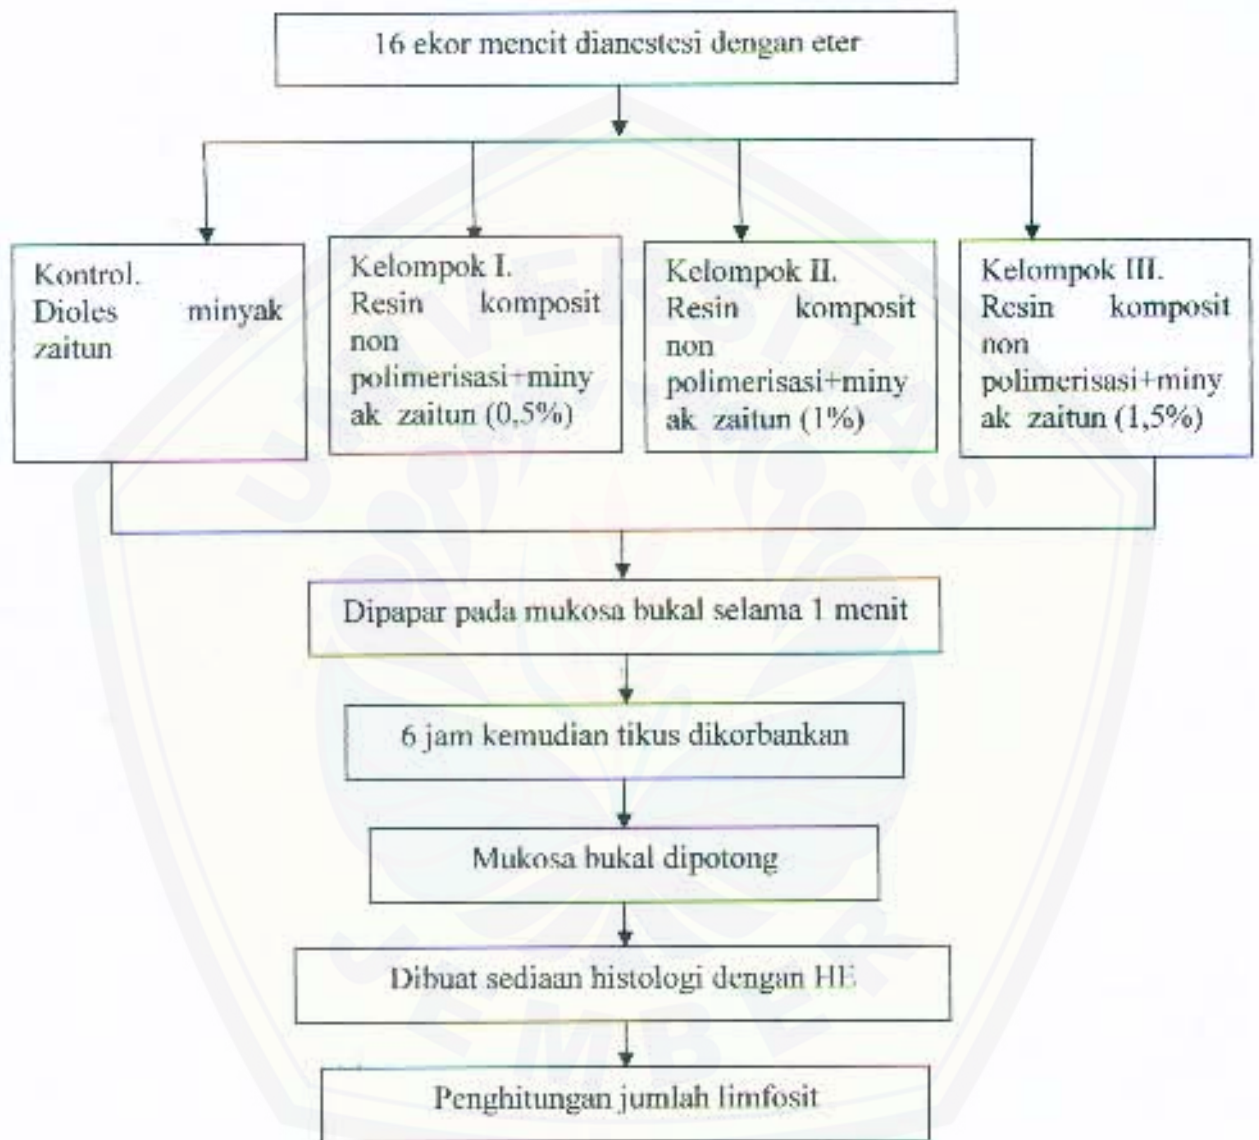 16 ekor mencit dianestesi dengan eter
Kontrol.
Dioles minyak
zaitun
Kelompok I.
Resin komposit
non
polimerisasi+miny
ak zaitun (0,5%)
Kelompok II.
Resin komposit
non
polimerisasi+miny
ak zaitun (1%)
Kelompok III.
Resin komposit
non
polimerisasi+miny
ak zaitun (1,5%)
Dipapar pada mukosa bukal selama 1 menit
6 jam kemudian tikus dikorbankan
Mukosa bukal dipotong
Dibuat sediaan histologi dengan HE
Penghitungan jumlah limfosit
UNIVERSITAS
JEMBER